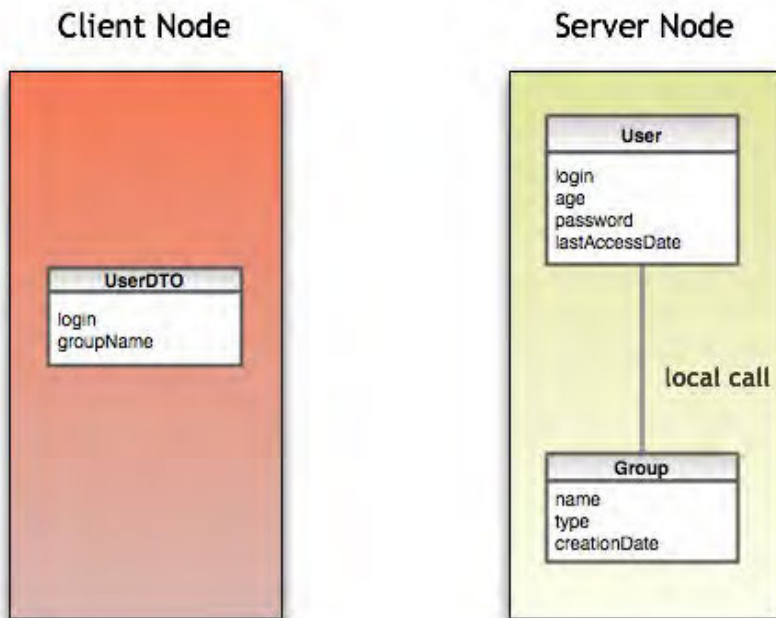 Client Node
Server Node
UserDTO
login
groupName
User
login
age
password
lastAccessDate
local call
Group
name
type
creationDate